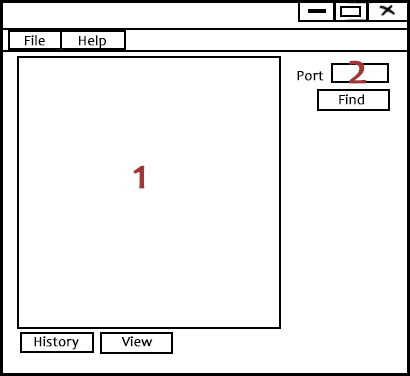 File Help
Port 2
Find
1
History View